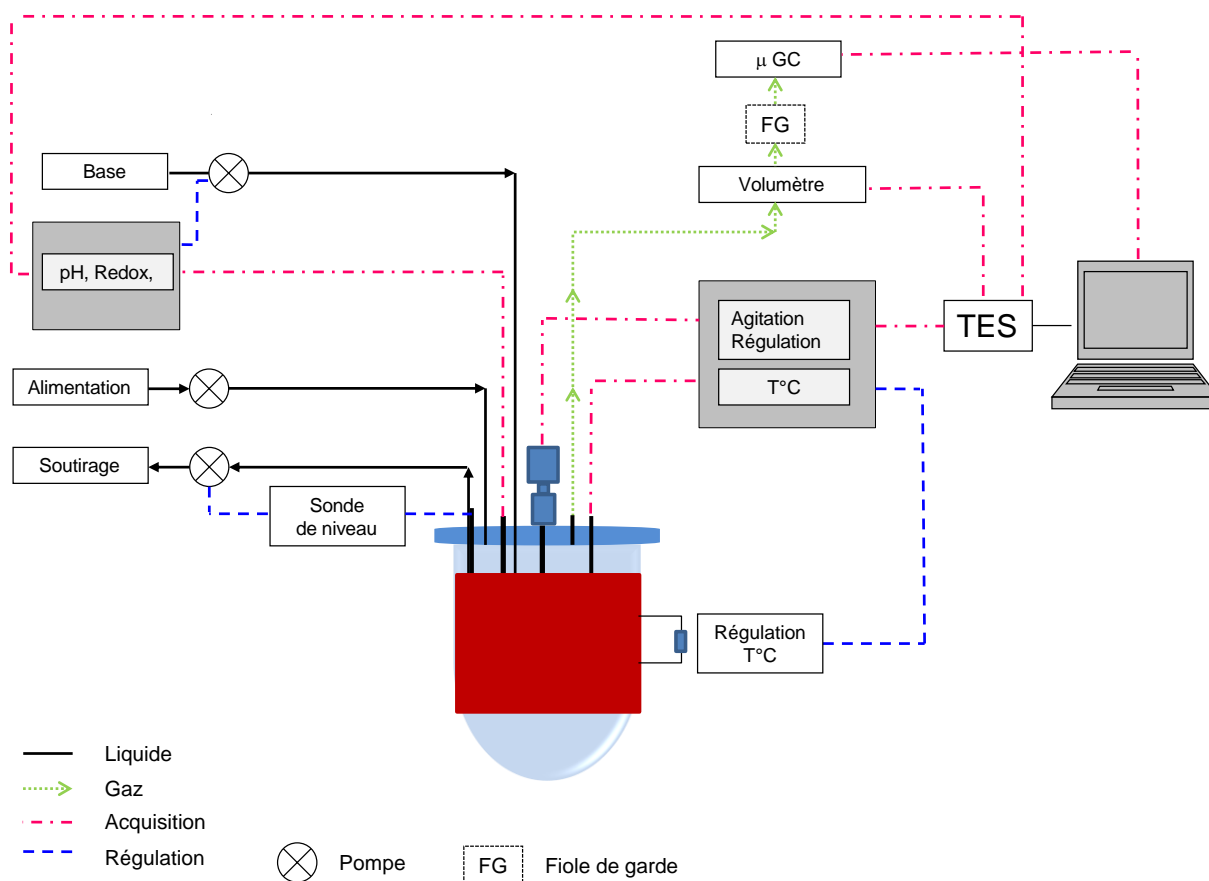 μ GC
FG
Base
Volumètre
pH, Redox,
Agitation
Régulation
TES
T°C
Alimentation
Soutirage
Sonde
de niveau
Régulation
T°C
Liquide
Gaz
Acquisition
Régulation
Pompe
FG
Fiole de garde